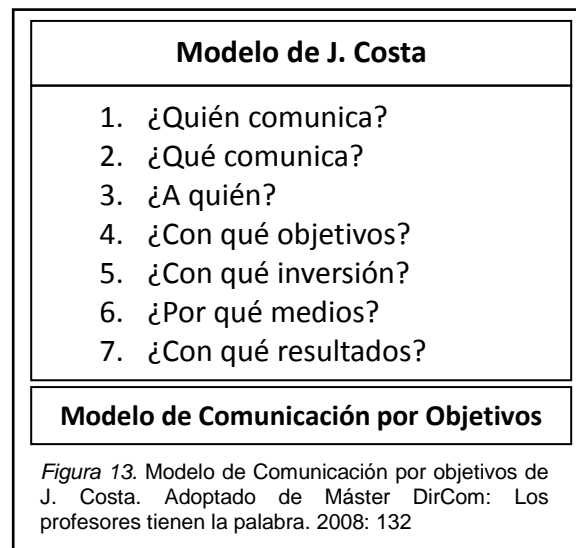 Modelo de J. Costa
1. ¿Quién comunica?
2. ¿Qué comunica?
3. ¿A quién?
4. ¿Con qué objetivos?
5. ¿Con qué inversión?
6. ¿Por qué medios?
7. ¿Con qué resultados?
Modelo de Comunicación por Objetivos
Figura 13. Modelo de Comunicación por objetivos de
J. Costa. Adoptado de Máster DirCom: Los
profesores tienen la palabra. 2008: 132